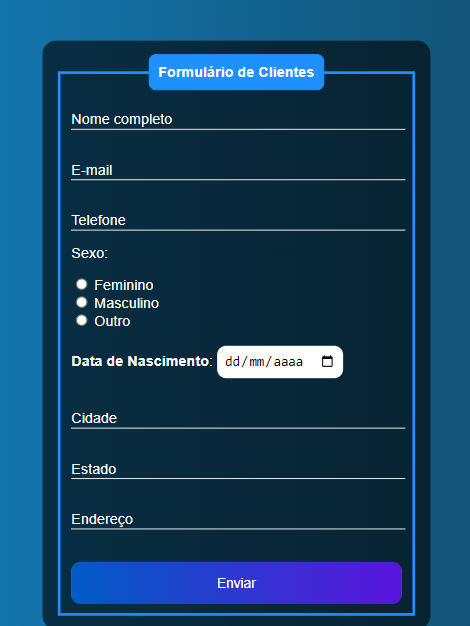 Formulário de Clientes
Nome completo
E-mail
Telefone
Sexo:
Feminino
Masculino
Outro
Data de Nascimento: dd/mm/aaaa
Cidade
Estado
Endereço
Enviar